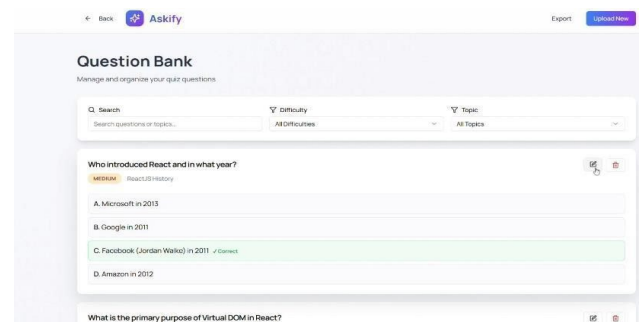 Back
Askify
Export
Upload New
Question Bank
Manage and organize your quiz questions
Search
Difficulty
Topic
Search questions or topics...
All Difficulties
All Topics
Who introduced React and in what year?
MEDIUM
ReactJS History
A. Microsoft in 2013
B. Google in 2011
C. Facebook (Jordan Walke) in 2011 ✓ Correct
D. Amazon in 2012
What is the primary purpose of Virtual DOM in React?